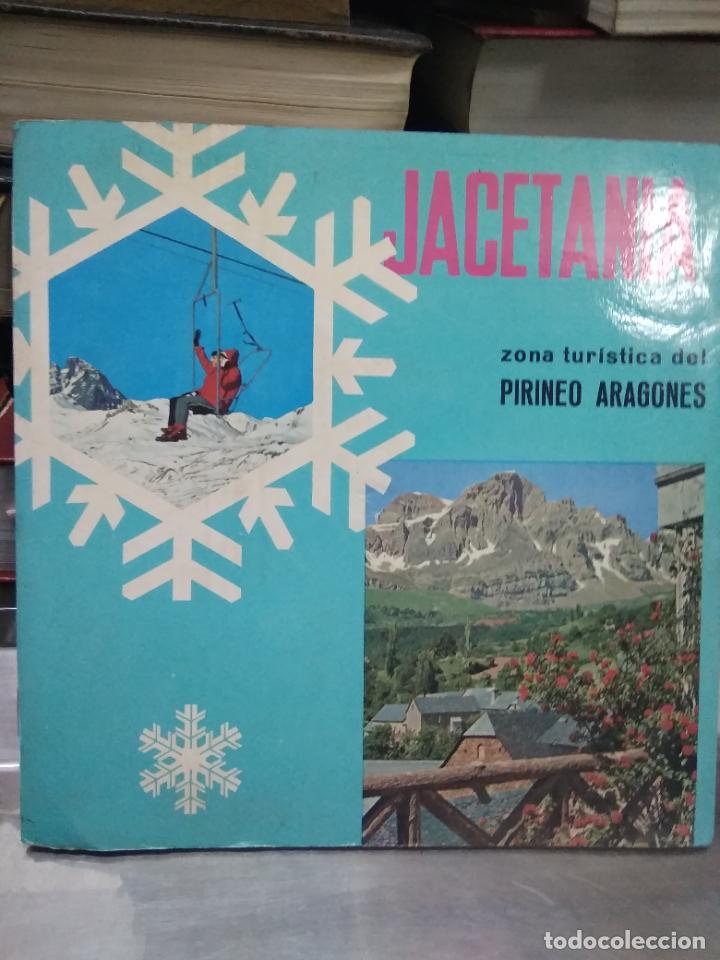 JACETANIA
zona turística del
PIRINEO ARAGONES
todocoleccion